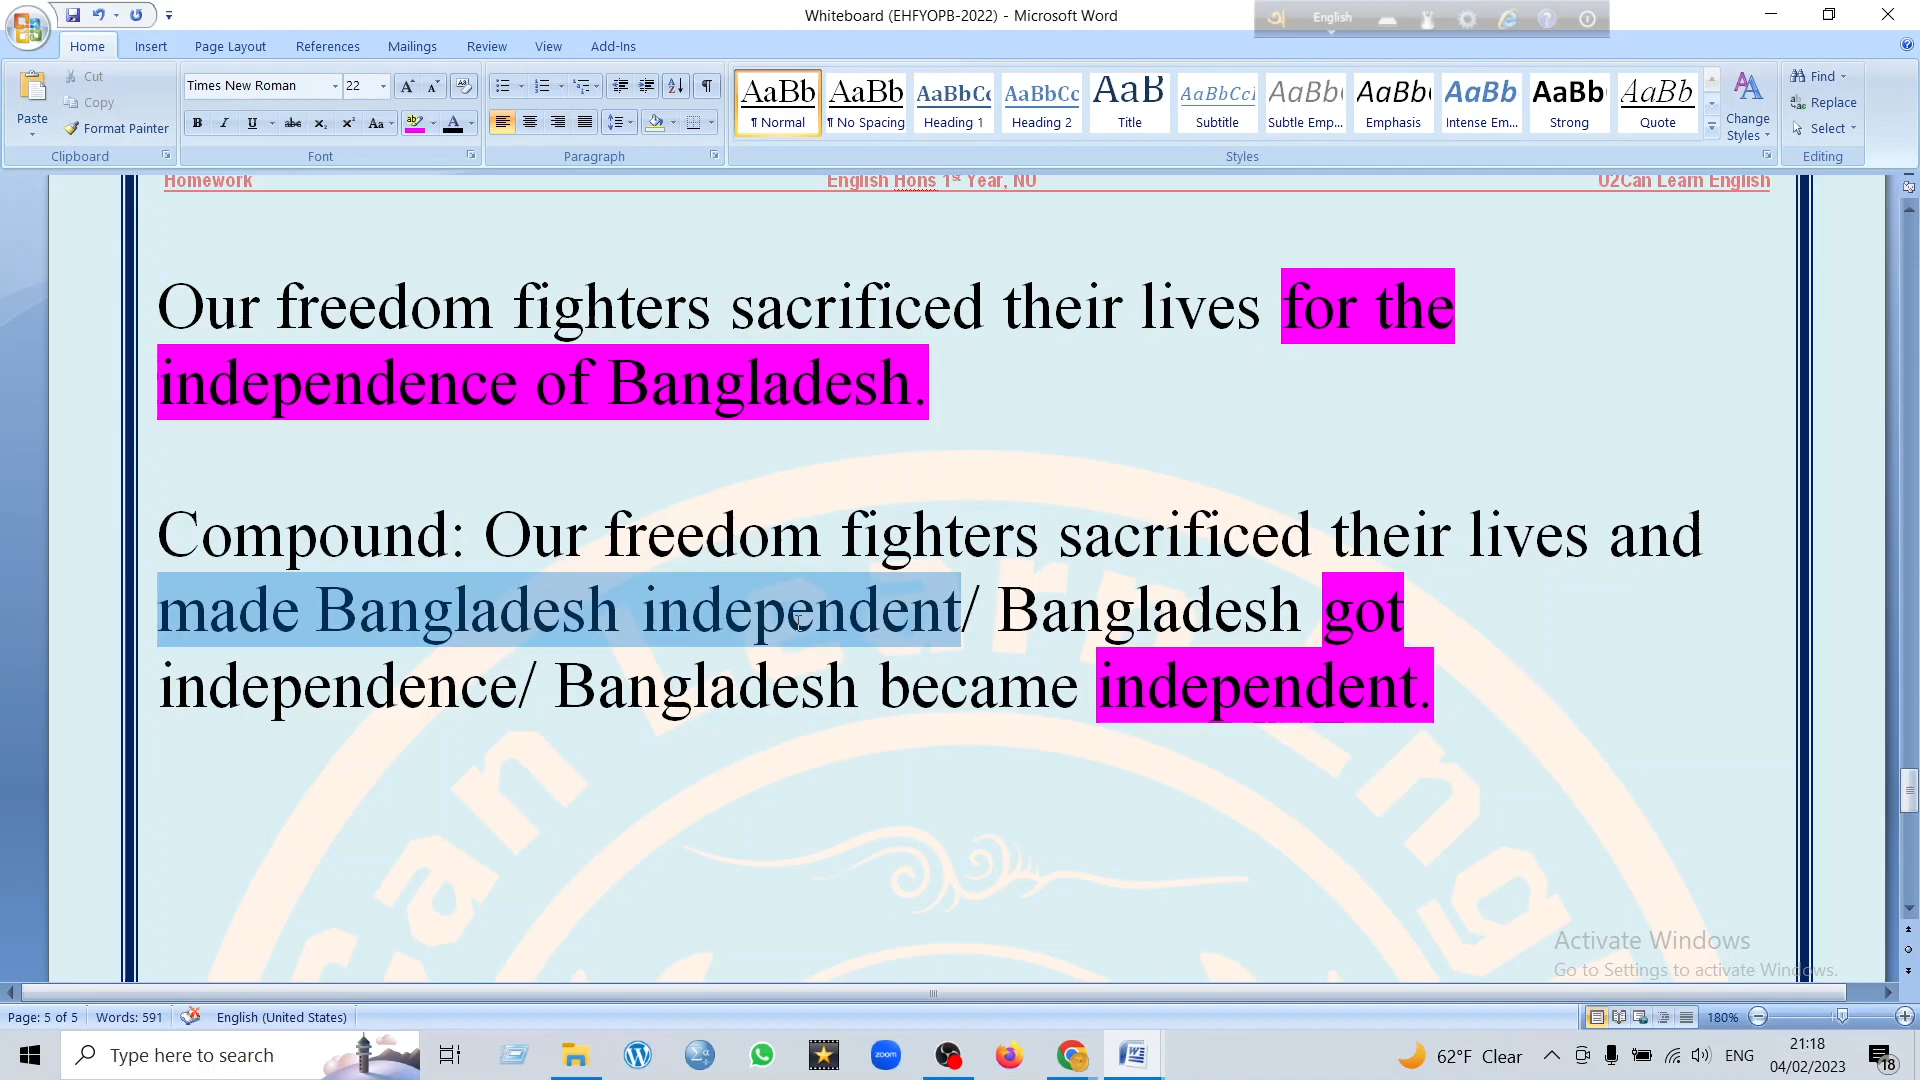 Whiteboard (EHFYOPB-2022) - Microsoft Word
English
Home Insert Page Layout References Mailings Review View Add-Ins
Paste
Cut
Copy
Format Painter
Clipboard
Times New Roman 22
Font
Paragraph
AaBb AaBb AaBbCc AaBbCc AaB AaBbCcI AaBb AaBb AaBb AaBb AaBb
¶ Normal ¶ No Spacing Heading 1 Heading 2 Title Subtitle Subtle Emp... Emphasis Intense Em... Strong Quote
Change Styles
Styles
Find
Replace
Select
Editing
Homework English Hons 1st Year, NU U2Can Learn English
Our freedom fighters sacrificed their lives for the
independence of Bangladesh.
Compound: Our freedom fighters sacrificed their lives and
made Bangladesh independent/ Bangladesh got
independence/ Bangladesh became independent.
Can Learn Eng
Activate Windows
Go to Settings to activate Windows.
Page: 5 of 5 Words: 591 English (United States) 180%
Type here to search
zoom
62°F Clear
ENG
21:18
04/02/2023
18